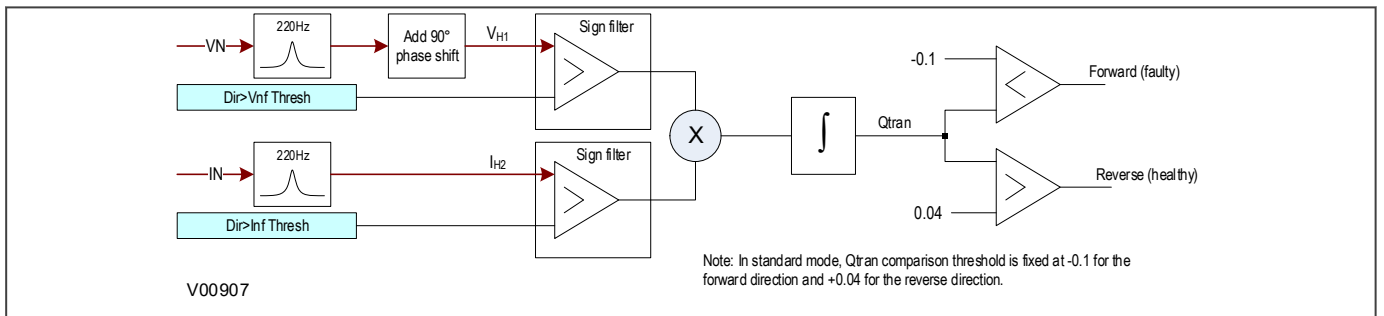 220Hz
Sign filter
VN
Add 90°
phase shift
VH1
>
Dir>Vnf Thresh
-0.1
<
Forward (faulty)
X
∫
Qtran
220Hz
Sign filter
IN
IH2
>
Dir>Inf Thresh
>
Reverse (healthy)
0.04
Note: In standard mode, Qtran comparison threshold is fixed at -0.1 for the
forward direction and +0.04 for the reverse direction.
V00907